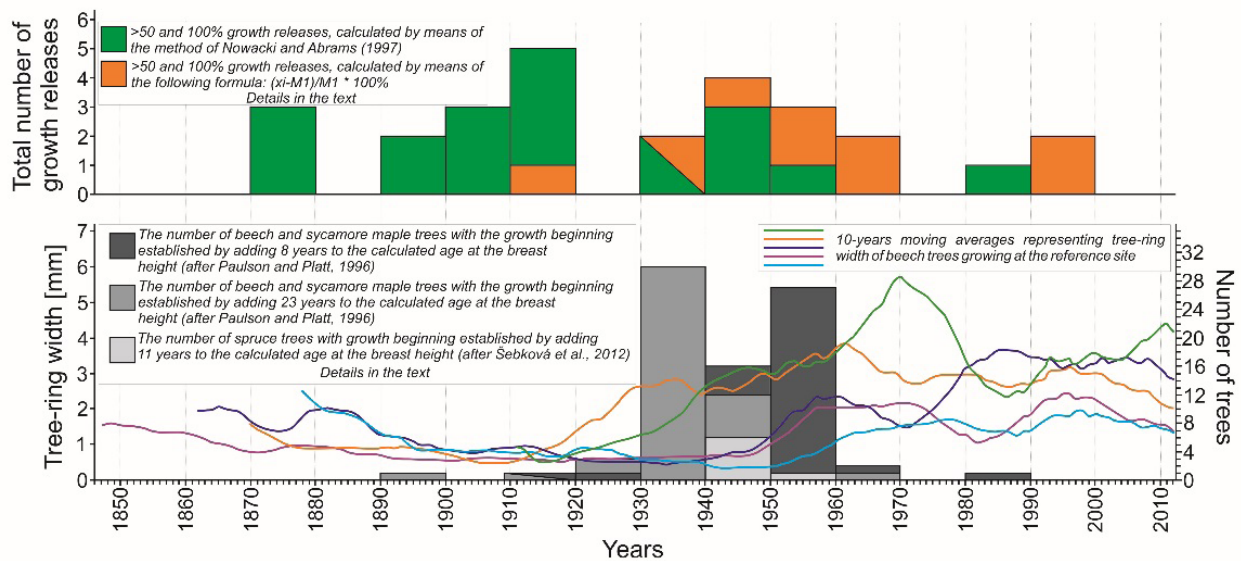 Total number of
growth releases
6
5
4
3
2
1
0
>50 and 100% growth releases, calculated by means of
the method of Nowacki and Abrams (1997)
>50 and 100% growth releases, calculated by means of
the following formula: (xi-M1)/M1 * 100%
Details in the text
Tree-ring width [mm]
7
6
5
4
3
2
1
0
The number of beech and sycamore maple trees with the growth beginning
established by adding 8 years to the calculated age at the breast
height (after Paulson and Platt, 1996)
The number of beech and sycamore maple trees with the growth beginning
established by adding 23 years to the calculated age at the breast
height (after Paulson and Platt, 1996)
The number of spruce trees with growth beginning established by adding
11 years to the calculated age at the breast height (after Šebková et al., 2012)
Details in the text
10-years moving averages representing tree-ring
width of beech trees growing at the reference site
32
28
24
20
16
12
8
4
0
Number of trees
1850
1860
1870
1880
1890
1900
1910
1920
1930
1940
1950
1960
1970
1980
1990
2000
2010
Years